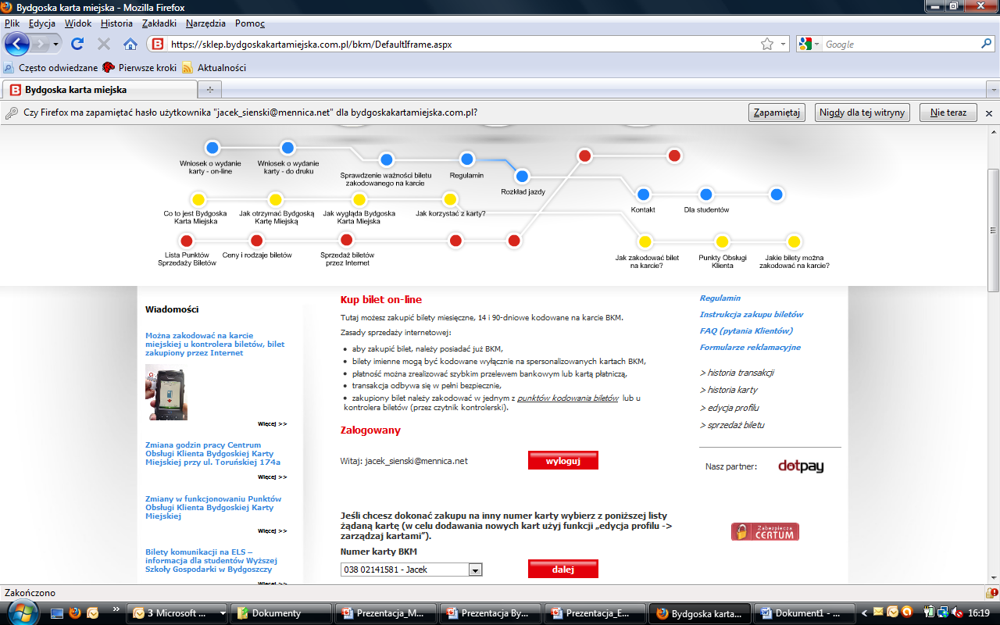 Bydgoska karta miejska - Mozilla Firefox
Plik Edycja Widok Historia Zakładki Narzędzia Pomoc
https://sklep.bydgoskakartamiejska.com.pl/bkm/DefaultIframe.aspx
Google
Często odwiedzane Pierwsze kroki Aktualności
B Bydgoska karta miejska
Czy Firefox ma zapamiętać hasło użytkownika "jacek_sienski@mennica.net" dla bydgoskakartamiejska.com.pl?
Zapamiętaj Nigdy dla tej witryny Nie teraz
Wniosek o wydanie
karty - on-line
Wniosek o wydanie
karty - do druku
Sprawdzenie ważności biletu
zakodowanego na karcie
Regulamin
Rozkład jazdy
Kontakt
Dla studentów
Co to jest Bydgoska
Karta Miejska
Jak otrzynać Bydgoską
Kartę Miejską
Jak wygląda Bydgoska
Karta Miejska
Jak korzystać z karty?
Jak zakodować bilet
na karcie?
Punkty Obsługi
Klienta
Jakie bilety można
zakodować na karcie?
Lista Punktów
Sprzedaży Biletów
Ceny i rodzaje biletów
Sprzedaż biletów
przez Internet
Wiadomości
Można zakodować na karcie
miejskiej u kontrolera biletów, bilet
zakupiony przez Internet
Więcej >>
Zmiana godzin pracy Centrum
Obsługi Klienta Bydgoskiej Karty
Miejskiej przy ul. Toruńskiej 174a
Więcej >>
Zmiany w funkcjonowaniu Punktów
Obsługi Klienta Bydgoskiej Karty
Miejskiej
Więcej >>
Bilety komunikacji na ELS –
informacja dla studentów Wyższej
Szkoły Gospodarki w Bydgoszczy
Więcej >>
Kup bilet on-line
Tutaj możesz zakupić bilety miesięczne, 14 i 90-dniowe kodowane na karcie BKM.
Zasady sprzedaży internetowej:
• aby zakupić bilet, należy posiadać już BKM,
• bilety imienne mogą być kodowane wyłącznie na spersonalizowanych kartach BKM,
• płatność można zrealizować szybkim przelewem bankowym lub kartą płatniczą,
• transakcja odbywa się w pełni bezpiecznie,
• zakupiony bilet należy zakodować w jednym z punktów kodowania biletów lub u
kontrolera biletów (przez czytnik kontrolerski).
Zalogowany
Witaj: jacek_sienski@mennica.net
wyloguj
Jeśli chcesz dokonać zakupu na inny numer karty wybierz z poniższej listy
żądaną kartę (w celu dodawania nowych kart użyj funkcji „edycja profilu ->
zarządzaj kartami”).
Numer karty BKM
038 02141581 - Jacek
dalej
Regulamin
Instrukcja zakupu biletów
FAQ (pytania Klientów)
Formularze reklamacyjne
> historia transakcji
> historia karty
> edycja profilu
> sprzedaż biletu
Nasz partner: dotpay
Zabezpiecza
CERTUM
Zakończono
3 Microsoft ... Dokumenty Prezentacja_M... Prezentacja By... Prezentacja_E... Bydgoska karta... Dokument1 - ... 16:19